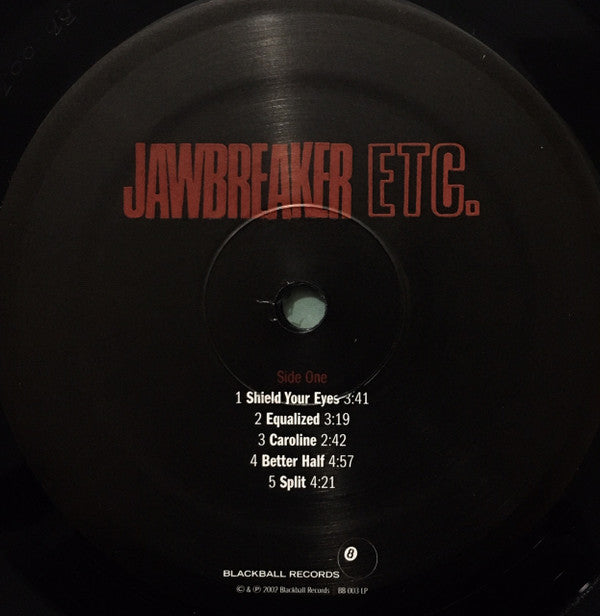 JAWBREAKER ETC.
Side One
1 Shield Your Eyes 3:41
2 Equalized 3:19
3 Caroline 2:42
4 Better Half 4:57
5 Split 4:21
8
BLACKBALL RECORDS
© & ℗ 2002 Blackball Records BB 003 LP